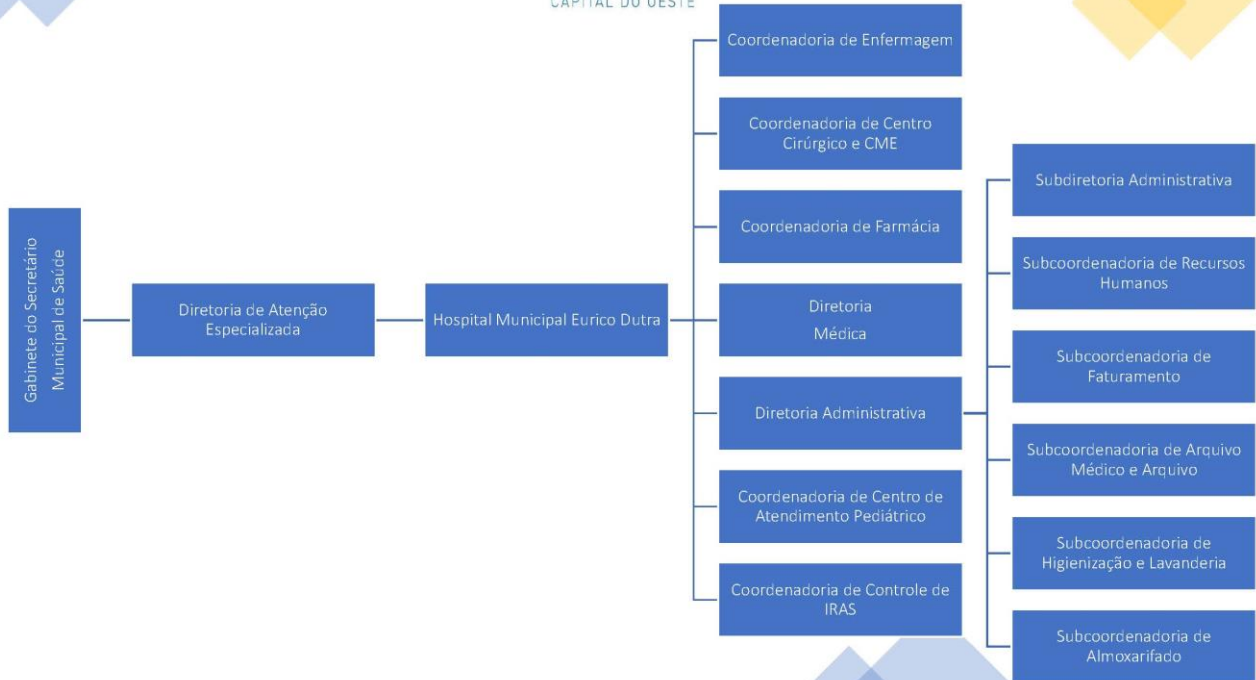 CAPITAL DO OESTE
Gabinete do Secretário
Municipal de Saúde
Diretoria de Atenção
Especializada
Hospital Municipal Eurico Dutra
Coordenadoria de Enfermagem
Coordenadoria de Centro
Cirúrgico e CME
Coordenadoria de Farmácia
Diretoria
Médica
Diretoria Administrativa
Coordenadoria de Centro de
Atendimento Pediátrico
Coordenadoria de Controle de
IRAS
Subdiretoria Administrativa
Subcoordenadoria de Recursos
Humanos
Subcoordenadoria de
Faturamento
Subcoordenadoria de Arquivo
Médico e Arquivo
Subcoordenadoria de
Higienização e Lavanderia
Subcoordenadoria de
Almoxarifado